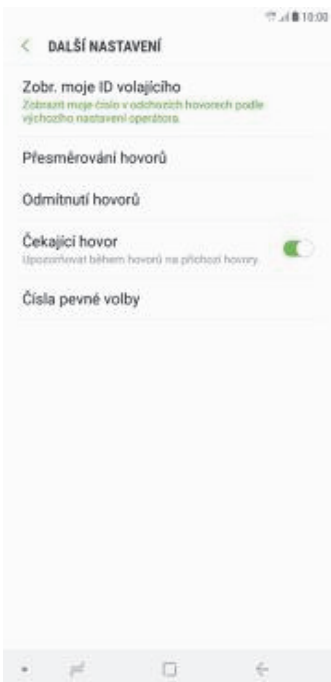 10:00
DALŠÍ NASTAVENÍ
Zobr. moje ID volajícího
Zobrazit moje číslo v odchozích hovorech podle
výchozího nastavení operátora.
Přesměrování hovorů
Odmítnutí hovorů
Čekající hovor
Upozorňovat během hovorů na příchozí hovory.
Čísla pevné volby